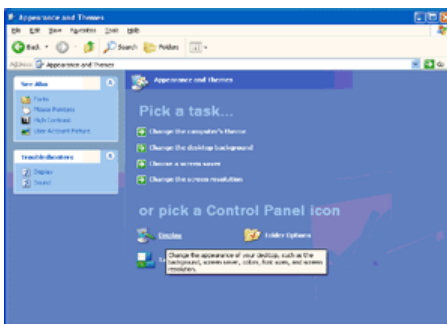 Appearance and Themes
File Edit View Favorites Tools Help
Back Search Folders
Address Appearance and Themes Go
See Also
Fonts
Mouse Pointers
High Contrast
User Account Picture
Troubleshooters
Display
Sound
Appearance and Themes
Pick a task...
Change the computer's theme
Change the desktop background
Choose a screen saver
Change the screen resolution
or pick a Control Panel icon
Display
Folder Options
Change the appearance of your desktop, such as the
background, screen saver, colors, font sizes, and screen
resolution.